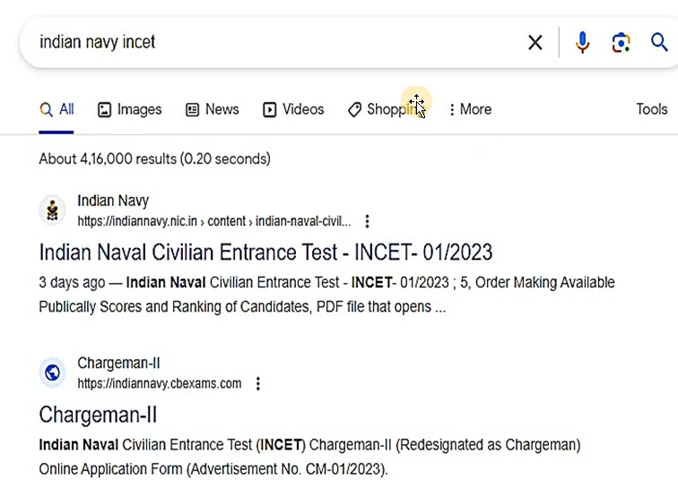 indian navy incet
All Images News Videos Shopping More Tools
About 4,16,000 results (0.20 seconds)
Indian Navy
https://indiannavy.nic.in › content › indian-naval-civil...
Indian Naval Civilian Entrance Test - INCET- 01/2023
3 days ago — Indian Naval Civilian Entrance Test - INCET- 01/2023 ; 5, Order Making Available
Publically Scores and Ranking of Candidates, PDF file that opens ...
Chargeman-II
https://indiannavy.cbexams.com
Chargeman-II
Indian Naval Civilian Entrance Test (INCET) Chargeman-II (Redesignated as Chargeman)
Online Application Form (Advertisement No. CM-01/2023).